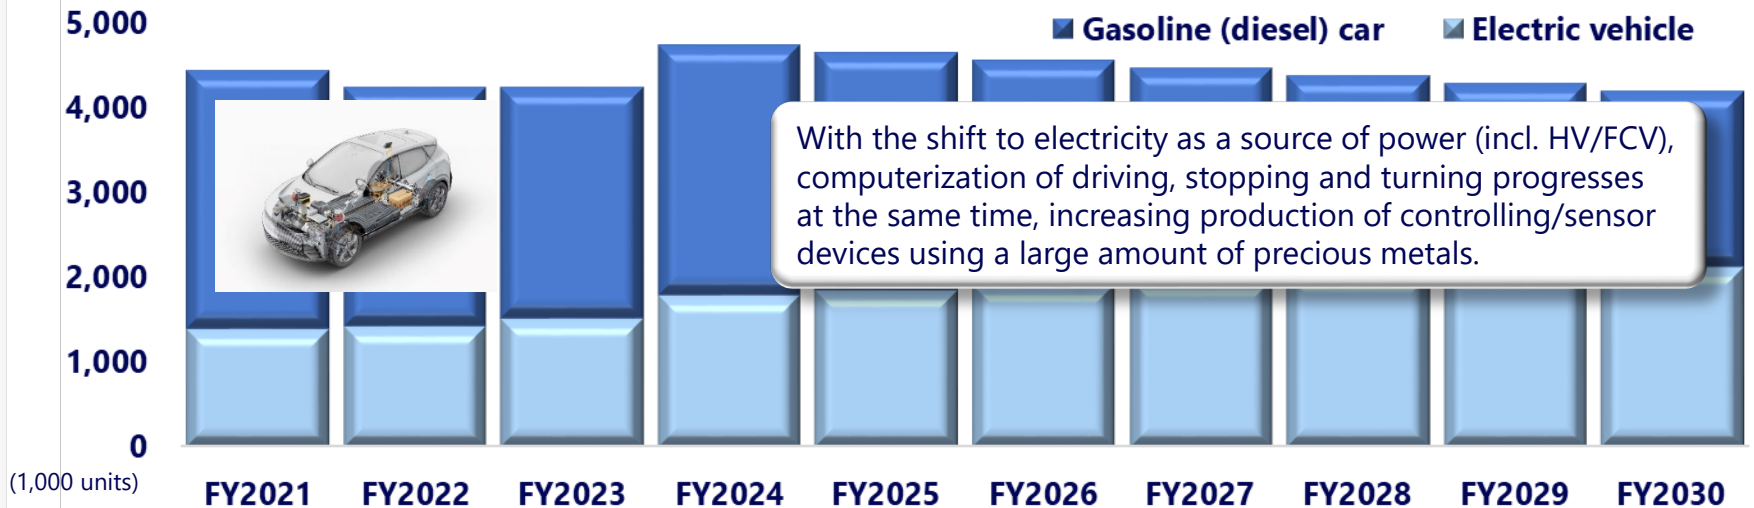 5,000
Gasoline (diesel) car
Electric vehicle
4,000
With the shift to electricity as a source of power (incl. HV/FCV),
computerization of driving, stopping and turning progresses
3,000
at the same time, increasing production of controlling/sensor
devices using a large amount of precious metals.
2,000
1,000
0
(1,000 units)
FY2021 FY2022 FY2023 FY2024 FY2025 FY2026 FY2027 FY2028 FY2029 FY2030